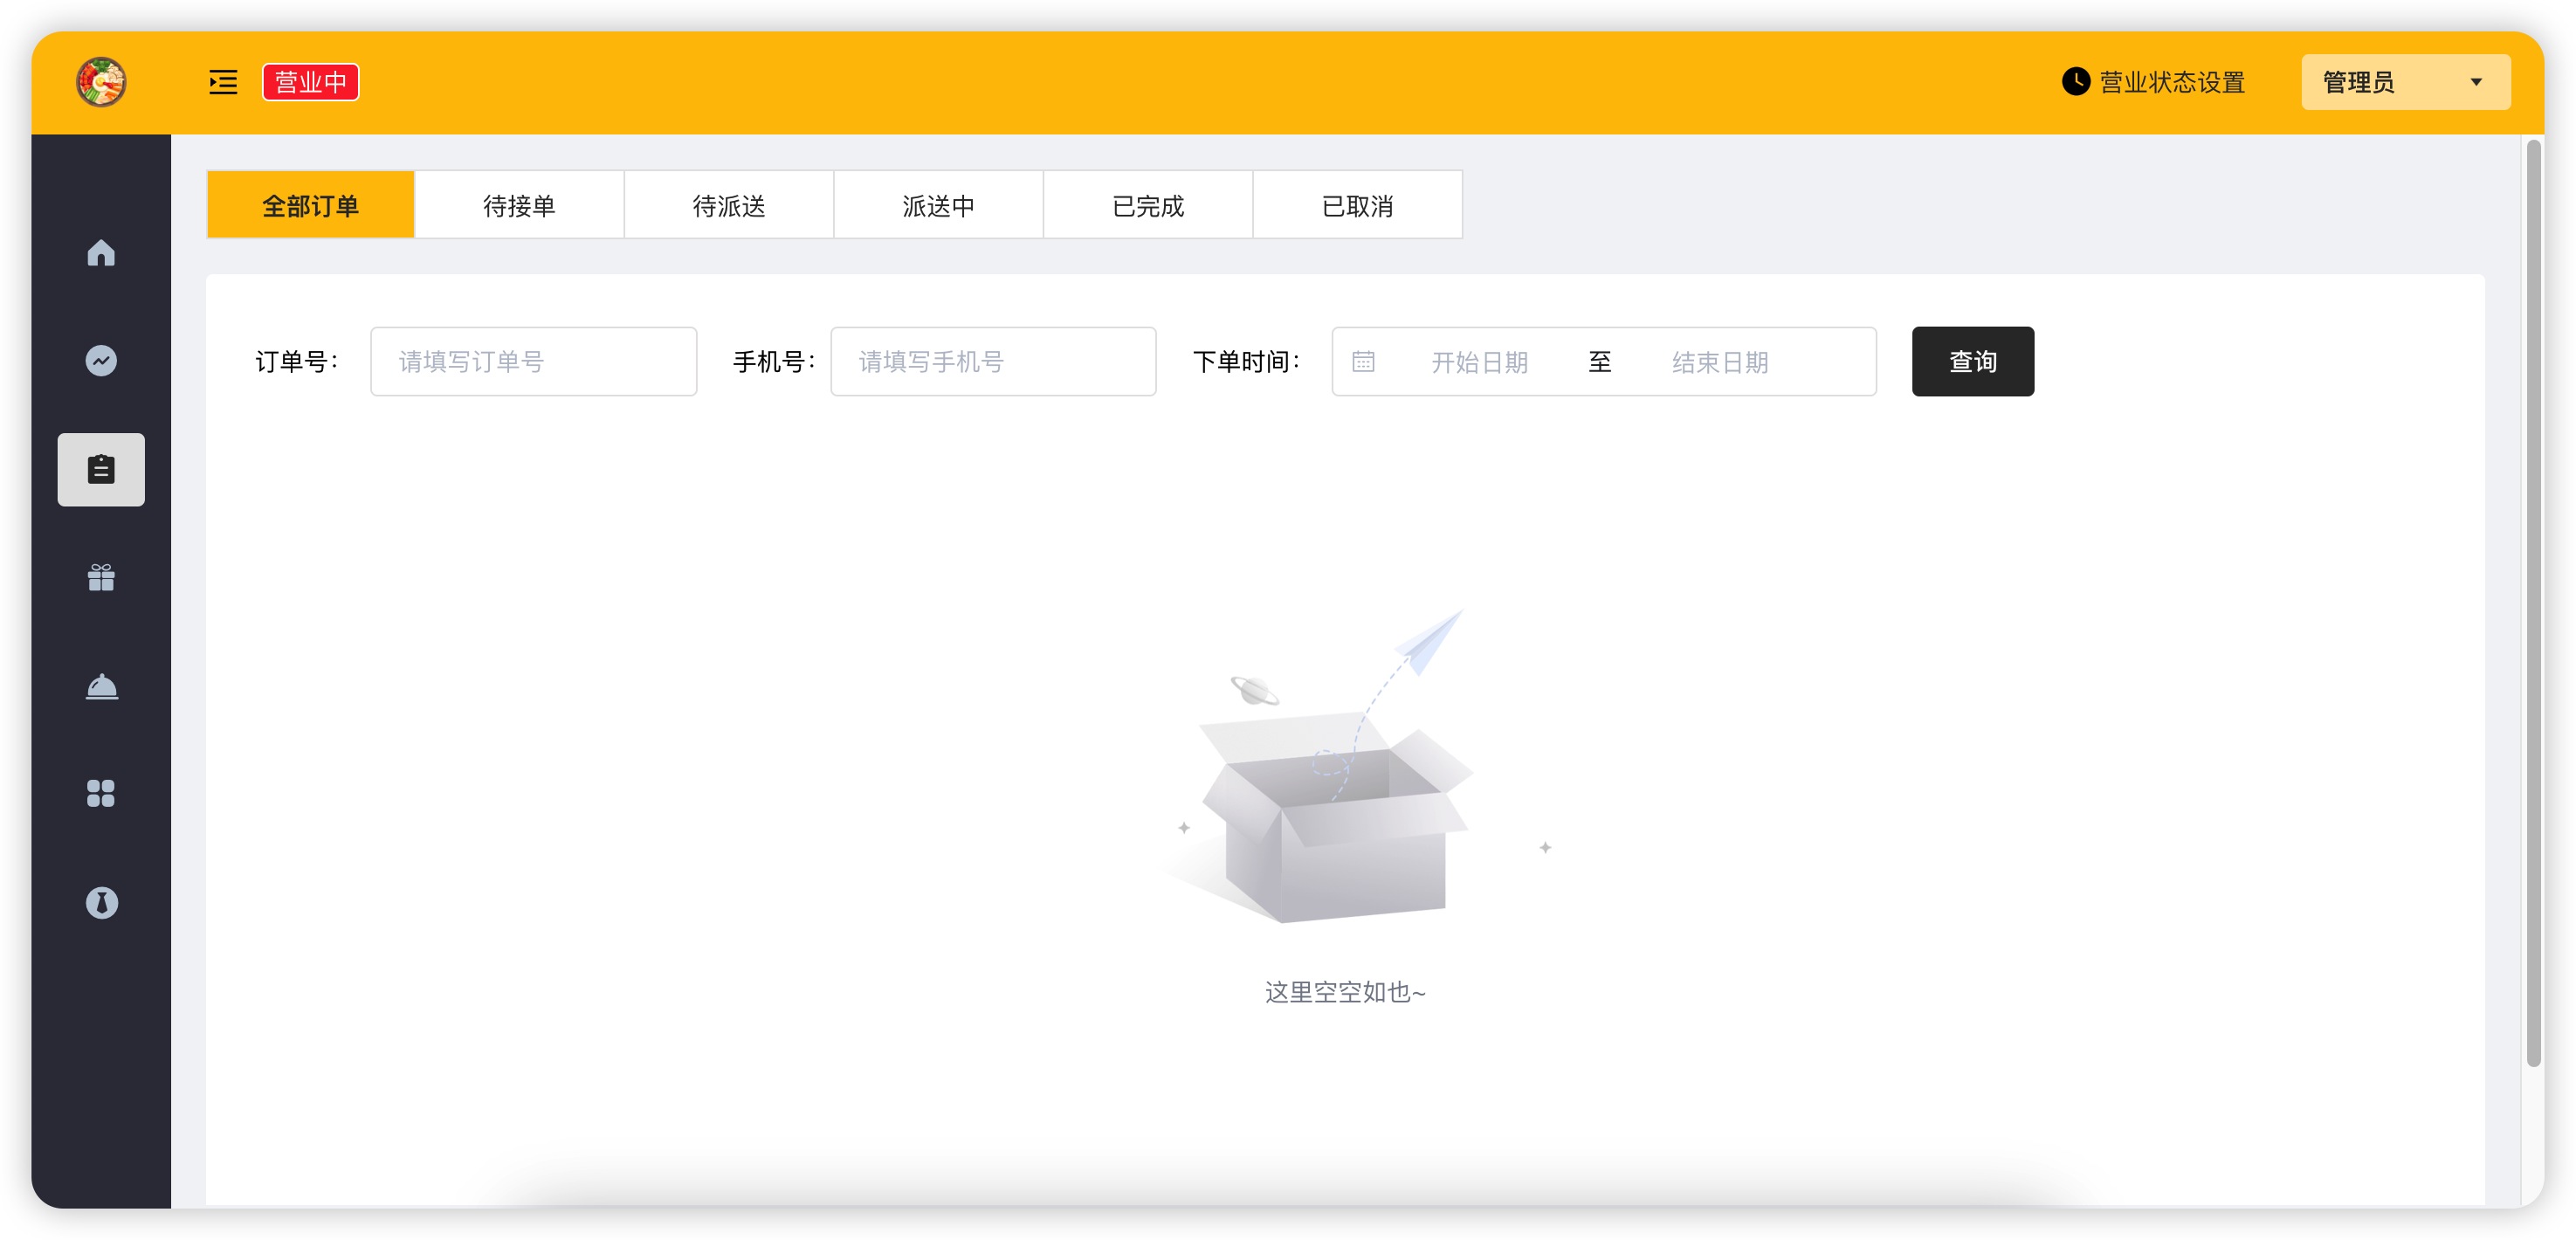 营业中 营业状态设置 管理员
全部订单 待接单 待派送 派送中 已完成 已取消
订单号： 请填写订单号 手机号： 请填写手机号 下单时间： 开始日期 至 结束日期 查询
这里空空如也~